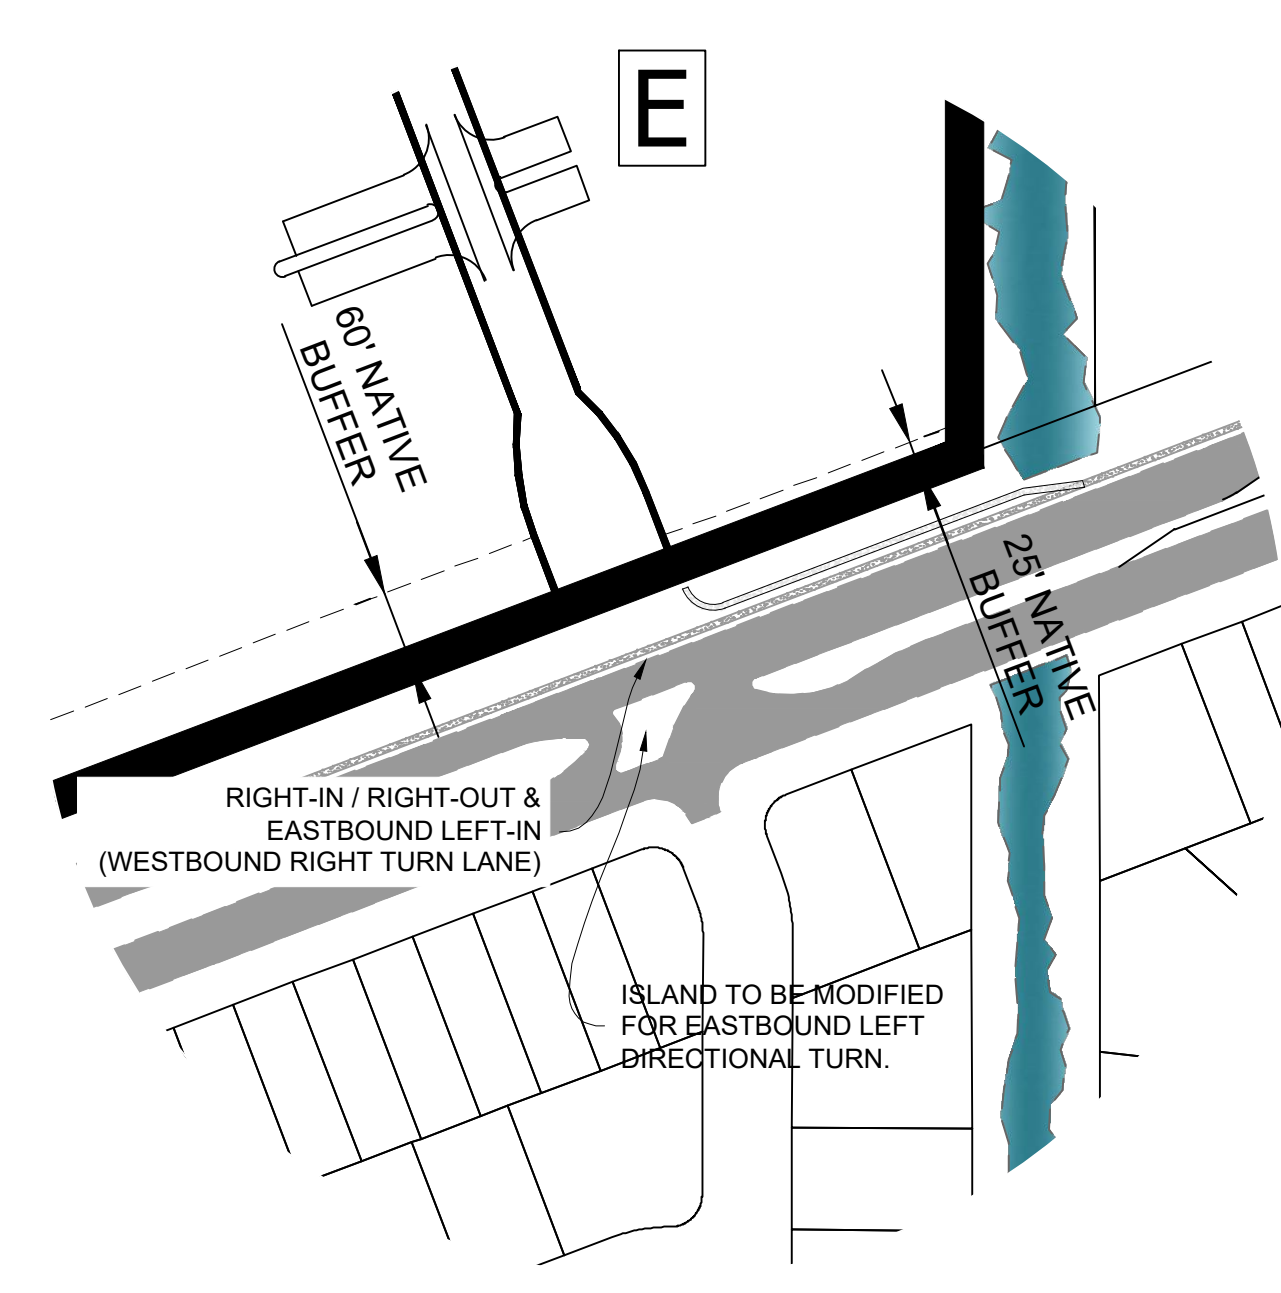 E
60' NATIVE
BUFFER
25' NATIVE
BUFFER
RIGHT-IN / RIGHT-OUT &
EASTBOUND LEFT-IN
(WESTBOUND RIGHT TURN LANE)
ISLAND TO BE MODIFIED
FOR EASTBOUND LEFT
DIRECTIONAL TURN.